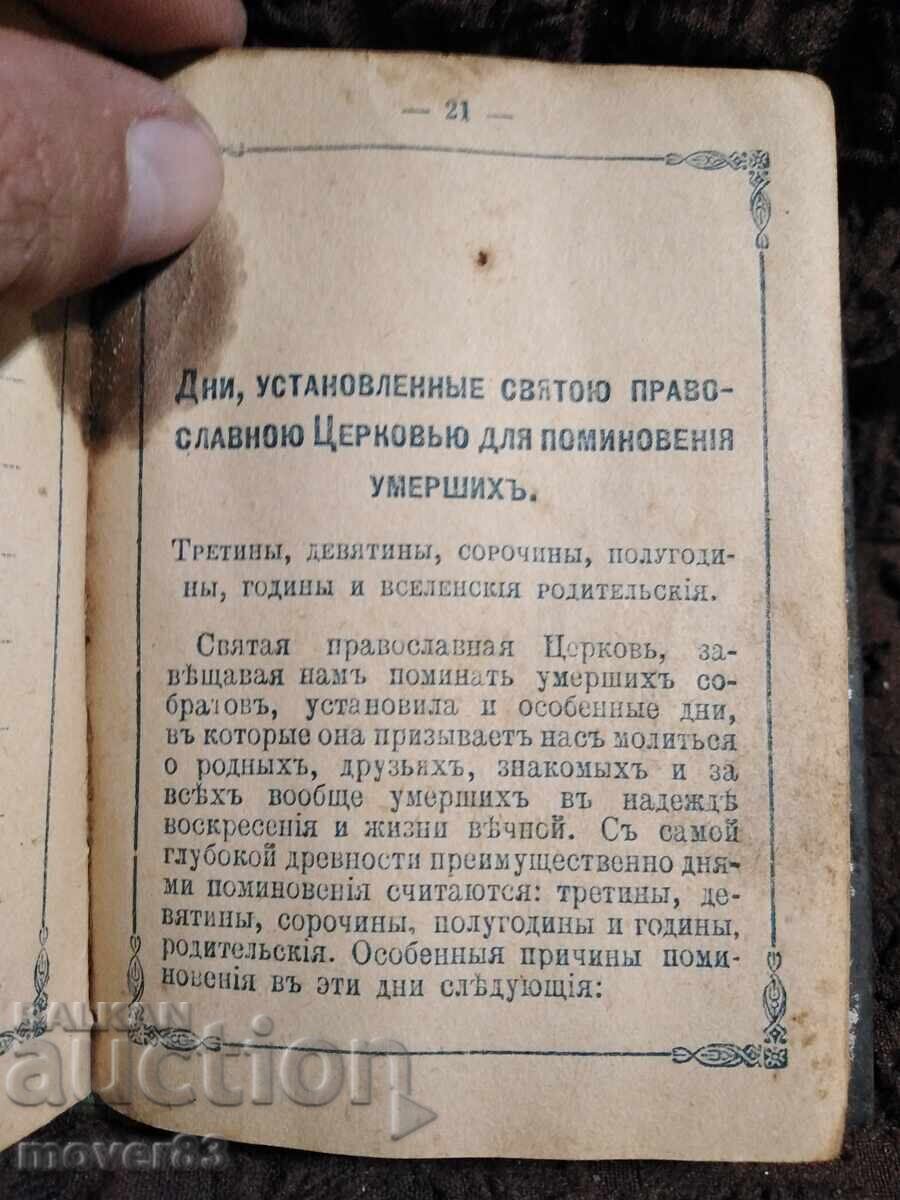 — 21 —
Дни, установленные святою право-
славною Церковью для поминовенія
умершихъ.
Третины, девятины, сорочины, полугоди-
ны, годины и вселенскія родительскія.
Святая православная Церковь, за-
вѣщавая намъ поминать умершихъ со-
братовъ, установила и особенные дни,
въ которые она призываетъ насъ молиться
о родныхъ, друзьяхъ, знакомыхъ и за
всѣхъ вообще умершихъ въ надеждѣ
воскресенія и жизни вѣчной. Съ самой
глубокой древности преимущественно дня-
ми поминовенія считаются: третины, де-
вятины, сорочины, полугодины и годины,
родительскія. Особенныя причины поми-
новенія въ эти дни слѣдующія:
BALKAN
auction
mover83